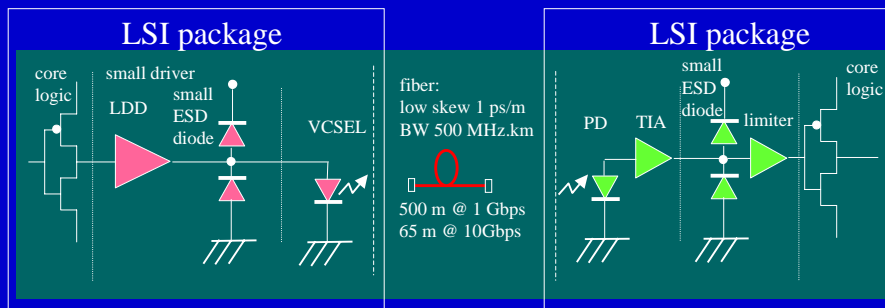 LSI package
core
logic
small driver
LDD
small
ESD
diode
VCSEL
fiber:
low skew 1 ps/m
BW 500 MHz.km
500 m @ 1 Gbps
65 m @ 10Gbps
LSI package
PD
TIA
small
ESD
diode
limiter
core
logic